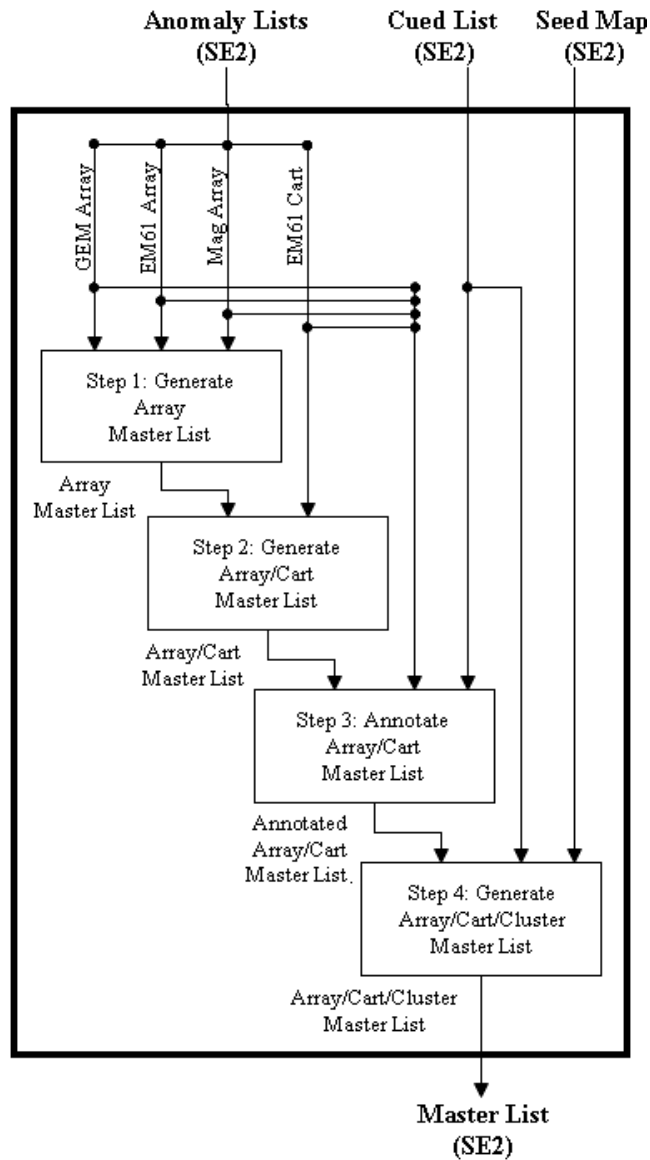 Anomaly Lists
(SE2)
Cued List
(SE2)
Seed Map
(SE2)
GEM Array
EM61 Array
Mag Array
EM61 Cart
Step 1: Generate
Array
Master List
Array
Master List
Step 2: Generate
Array/Cart
Master List
Array/Cart
Master List
Step 3: Annotate
Array/Cart
Master List
Annotated
Array/Cart
Master List.
Step 4: Generate
Array/Cart/Cluster
Master List
Array/Cart/Cluster
Master List
Master List
(SE2)